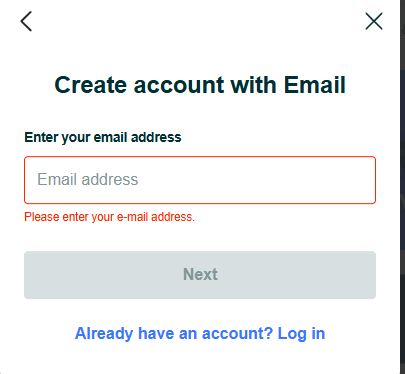 Create account with Email
Enter your email address
Email address
Please enter your e-mail address.
Next
Already have an account? Log in